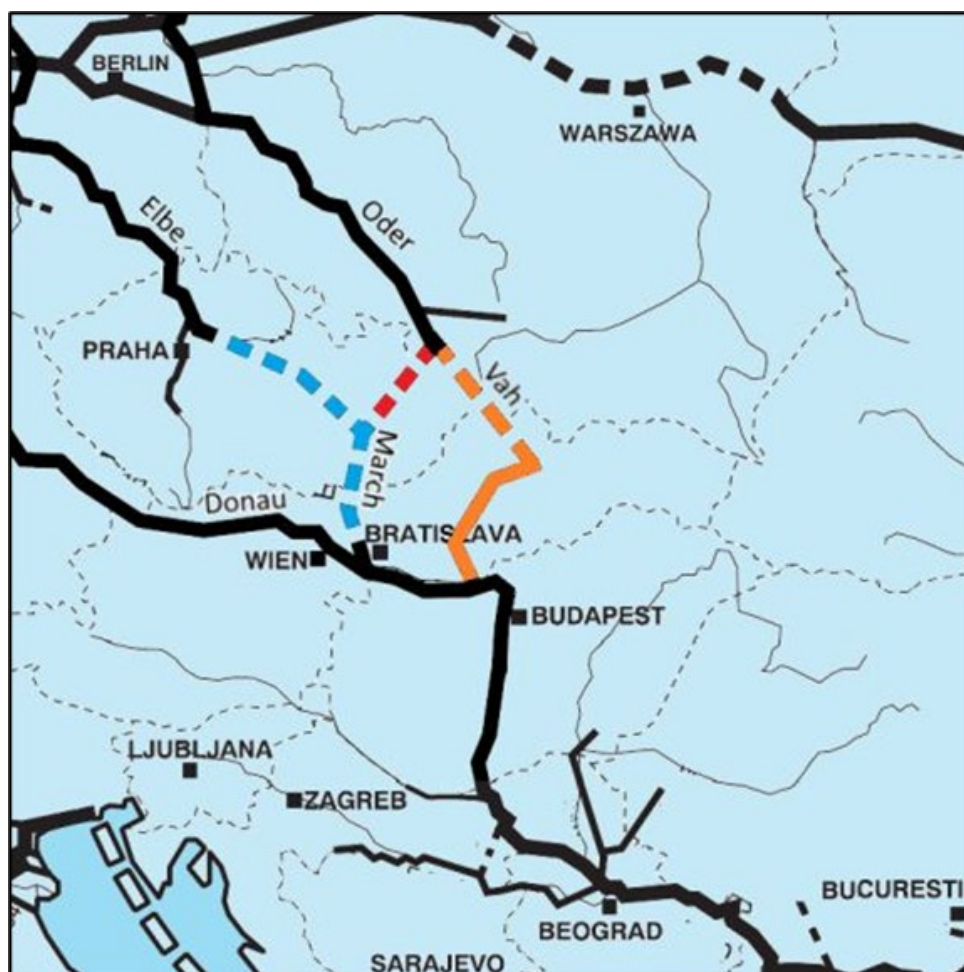 BERLIN
WARSZAWA
Elbe
Oder
PRAHA
Vah
March
Donau
BRATISLAVA
WIEN
BUDAPEST
LJUBLJANA
ZAGREB
BUCURESTI
BEOGRAD
SARAJEVO